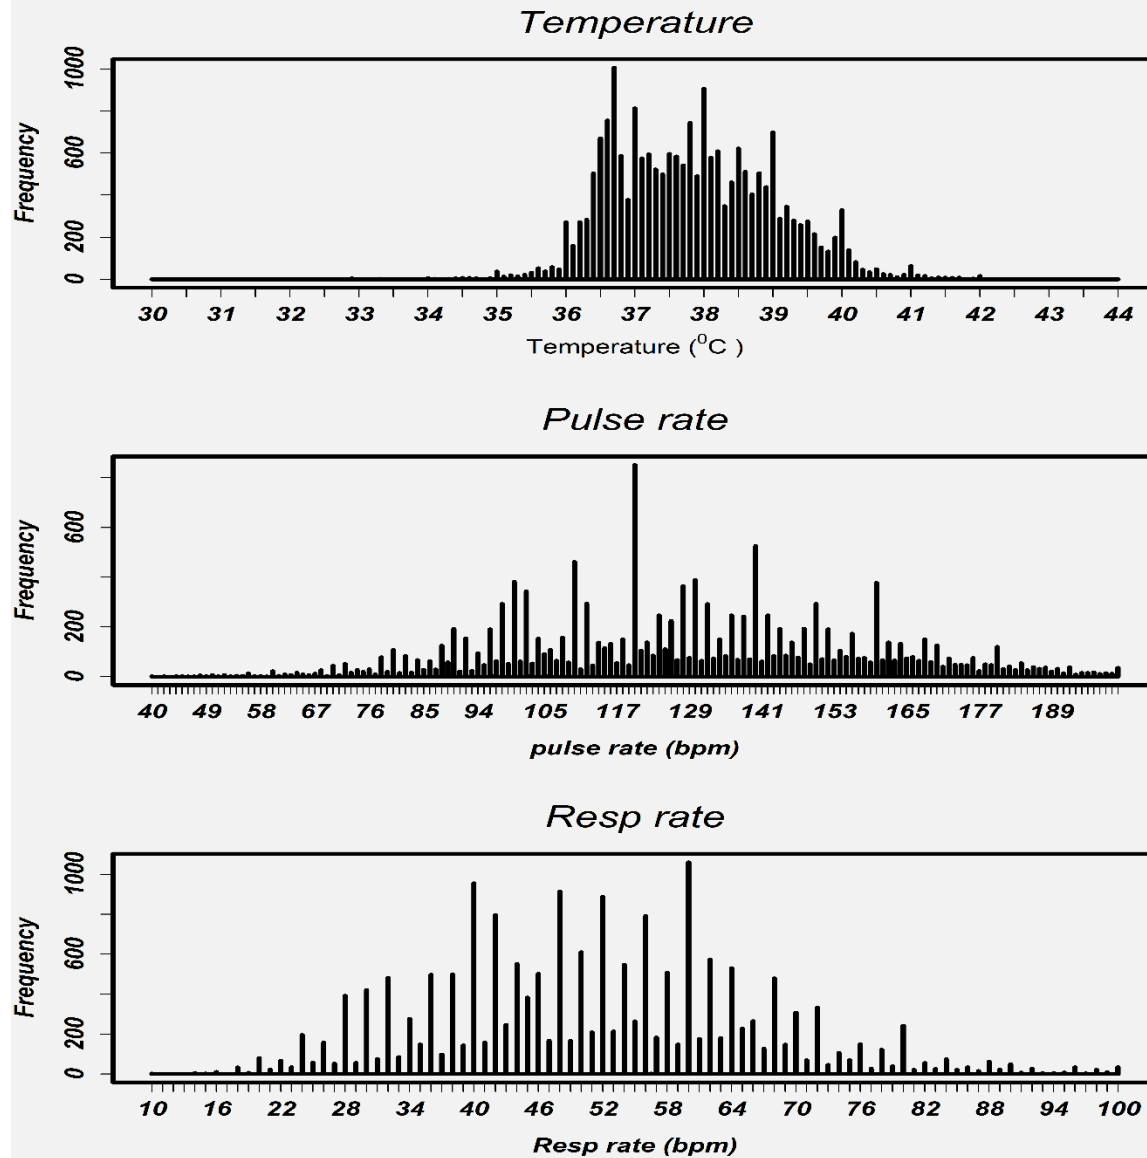 Temperature
Frequency
1000
600
200
0
30 31 32 33 34 35 36 37 38 39 40 41 42 43 44
Temperature (⁰C )
Pulse rate
Frequency
600
200
0
40 49 58 67 76 85 94 105 117 129 141 153 165 177 189
pulse rate (bpm)
Resp rate
Frequency
1000
600
200
0
10 16 22 28 34 40 46 52 58 64 70 76 82 88 94 100
Resp rate (bpm)